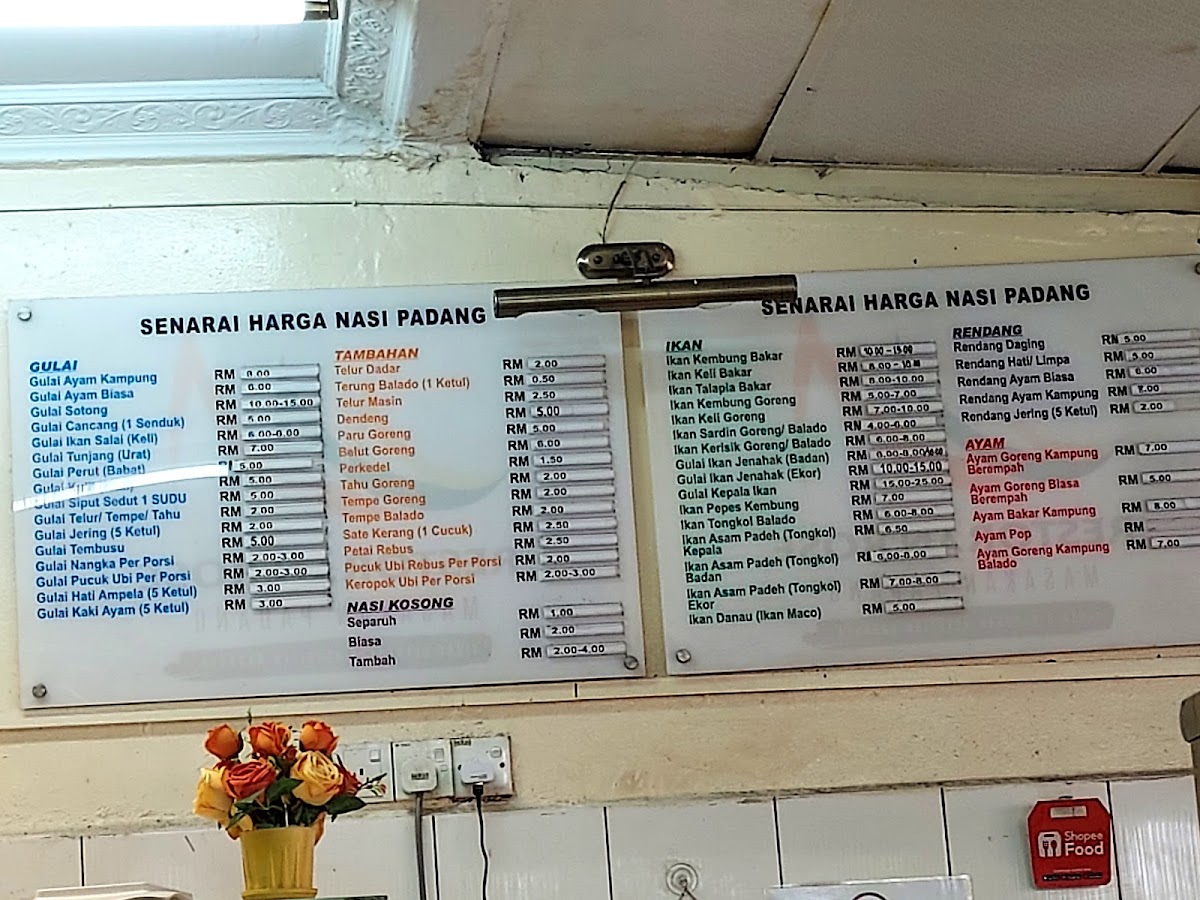 SENARAI HARGA NASI PADANG
GULAI
Gulai Ayam Kampung RM
Gulai Ayam Biasa RM
Gulai Sotong RM 10.00-15.00
Gulai Cancang (1 Senduk) RM
Gulai Ikan Salai (Keli) RM
Gulai Tunjang (Urat) RM 7.00
Gulai Perut (Babat) 5.00
Gulai RM 5.00
Gulai Siput Sedut 1 SUDU RM 5.00
Gulai Telur/ Tempe/ Tahu RM 2.00
Gulai Jering (5 Ketul) RM 2.00
Gulai Tembusu RM 5.00
Gulai Nangka Per Porsi RM 2.00-3.00
Gulai Pucuk Ubi Per Porsi RM 2.00-3.00
Gulai Hati Ampela (5 Ketul) RM 3.00
Gulai Kaki Ayam (5 Ketul) RM 3.00
TAMBAHAN
Telur Dadar RM 2.00
Terung Balado (1 Ketul) RM 0.50
Telur Masin RM 2.50
Dendeng RM 5.00
Paru Goreng RM 5.00
Belut Goreng RM 6.00
Perkedel RM 1.50
Tahu Goreng RM 2.00
Tempe Goreng RM 2.00
Tempe Balado RM 2.00
Sate Kerang (1 Cucuk) RM 2.50
Petai Rebus RM 2.50
Pucuk Ubi Rebus Per Porsi RM 2.00
Keropok Ubi Per Porsi RM 2.00-3.00
NASI KOSONG
Separuh RM 1.00
Biasa RM 2.00
Tambah RM 2.00-4.00
SENARAI HARGA NASI PADANG
IKAN
Ikan Kembung Bakar RM 10.00-15.00
Ikan Keli Bakar RM
Ikan Talapia Bakar RM 8.00-10.00
Ikan Kembung Goreng RM 5.00-7.00
Ikan Keli Goreng RM 7.00-10.00
Ikan Sardin Goreng/ Balado RM 4.00-6.00
Ikan Kerisik Goreng/ Balado RM 6.00-8.00
Gulai Ikan Jenahak (Badan) RM
Gulai Ikan Jenahak (Ekor) RM 10.00-15.00
Gulai Kepala Ikan RM 15.00-25.00
Ikan Pepes Kembung RM 7.00
Ikan Tongkol Balado RM 6.00-8.00
Ikan Asam Padeh (Tongkol) RM 6.50
Kepala
Ikan Asam Padeh (Tongkol)
Badan
Ikan Asam Padeh (Tongkol) RM 7.00-8.00
Ekor
Ikan Danau (Ikan Maco) RM 5.00
RENDANG
Rendang Daging 5.00
Rendang Hati/ Limpa RM 5.00
Rendang Ayam Biasa RM 6.00
Rendang Ayam Kampung RM
Rendang Jering (5 Ketul) RM 2.00
AYAM
Ayam Goreng Kampung RM 7.00
Berempah
Ayam Goreng Biasa RM 5.00
Berempah
Ayam Bakar Kampung RM 8.00
Ayam Pop RM
Ayam Goreng Kampung RM 7.00
Balado
Shopee
Food